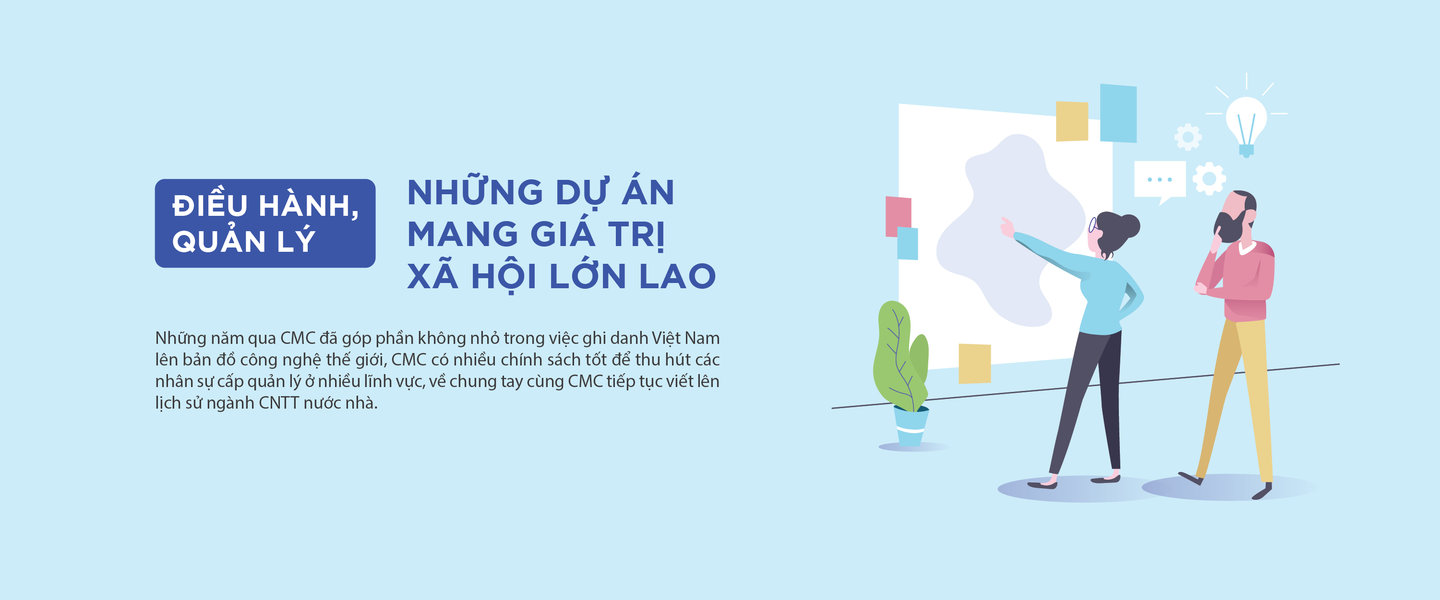 ĐIỀU HÀNH,
QUẢN LÝ
NHỮNG DỰ ÁN
MANG GIÁ TRỊ
XÃ HỘI LỚN LAO
Những năm qua CMC đã góp phần không nhỏ trong việc ghi danh Việt Nam
lên bản đồ công nghệ thế giới, CMC có nhiều chính sách tốt để thu hút các
nhân sự cấp quản lý ở nhiều lĩnh vực, về chung tay cùng CMC tiếp tục viết lên
lịch sử ngành CNTT nước nhà.